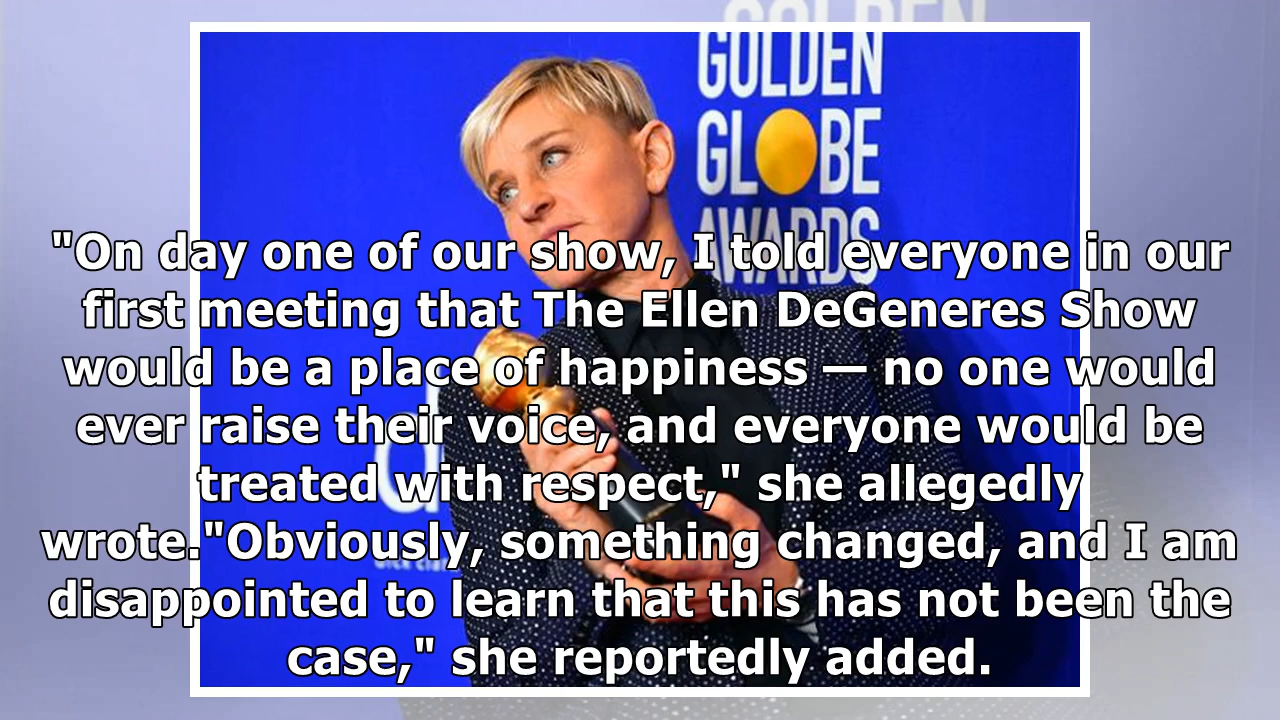 GOLDEN
GOLDEN
GLOBE
AWARDS
"On day one of our show, I told everyone in our
first meeting that The Ellen DeGeneres Show
would be a place of happiness — no one would
ever raise their voice, and everyone would be
treated with respect," she allegedly
wrote."Obviously, something changed, and I am
disappointed to learn that this has not been the
case," she reportedly added.